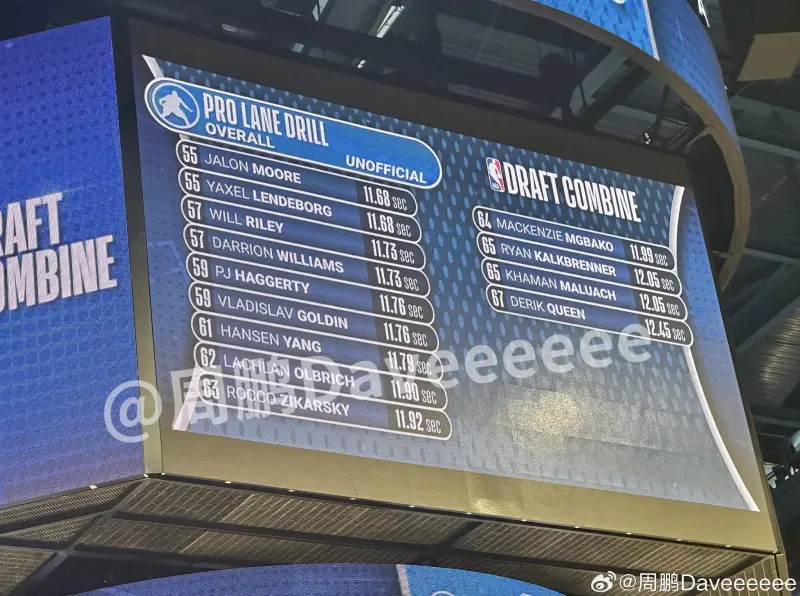 RAFT
COMBINE
PRO LANE DRILL
OVERALL
UNOFFICIAL
55 JALON MOORE 11.68 SEC
55 YAXEL LENDEBORG 11.68 SEC
57 WILL RILEY 11.73 SEC
57 DARRION WILLIAMS 11.73 SEC
59 PJ HAGGERTY 11.76 SEC
59 VLADISLAV GOLDIN 11.76 SEC
61 HANSEN YANG 11.79 SEC
62 LACHLAN OLBRICH 11.90 SEC
63 ROCCO ZIKARSKY 11.92 SEC
NBA DRAFT COMBINE
64 MACKENZIE MGBAKO 11.99 SEC
65 RYAN KALKBRENNER 12.05 SEC
65 KHAMAN MALUACH 12.05 SEC
67 DERIK QUEEN 12.45 SEC
@周鹏Daveeeeee
@周鹏Daveeeeee